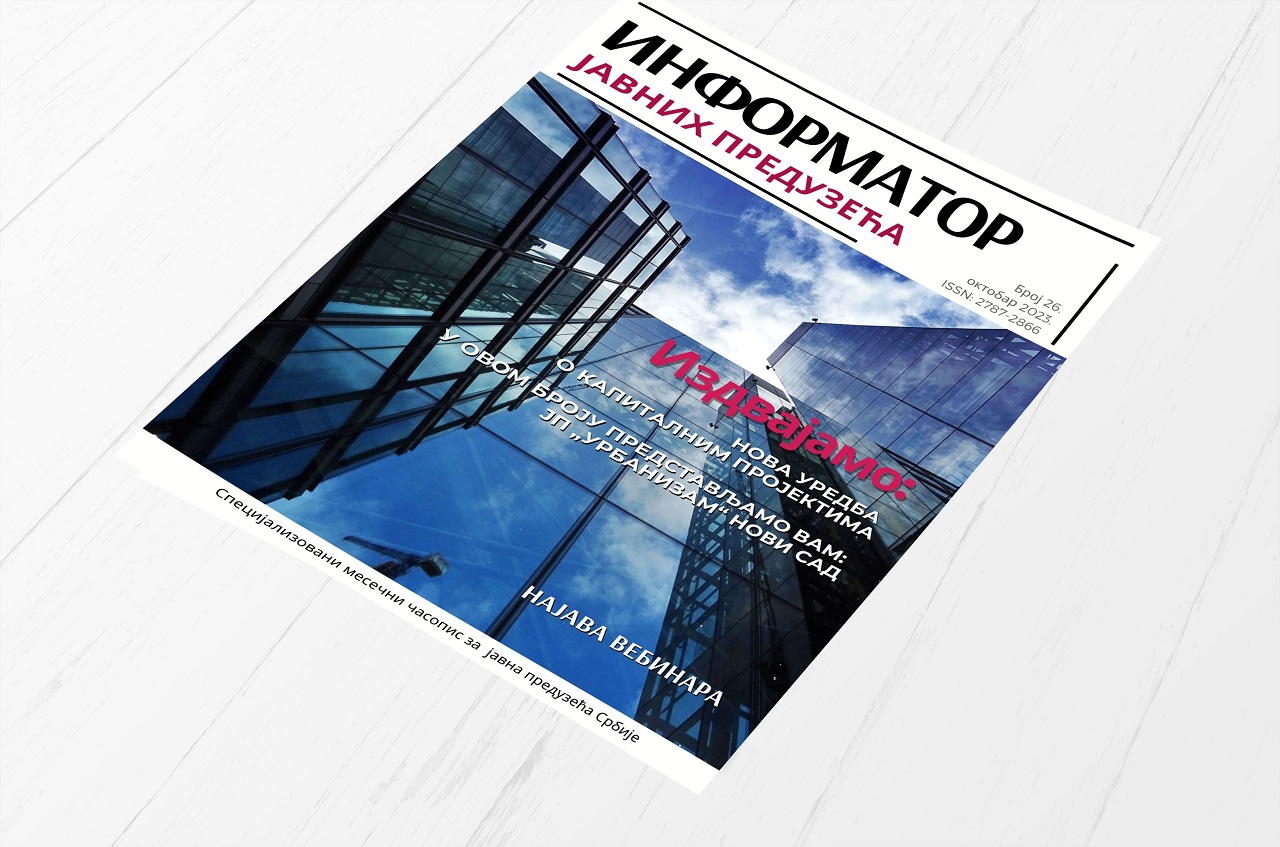 ИНФОРМАТОР
ЈАВНИХ ПРЕДУЗЕЋА
Број 26.
октобар 2023.
ISSN: 2787-2866
Издвајамо:
НОВА УРЕДБА
О КАПИТАЛНИМ ПРОЈЕКТИМА
У ОВОМ БРОЈУ ПРЕДСТАВЉАМО ВАМ:
ЈП „УРБАНИЗАМ“ НОВИ САД
НАЈАВА ВЕБИНАРА
Специјализовани месечни часопис за јавна предузећа Србије